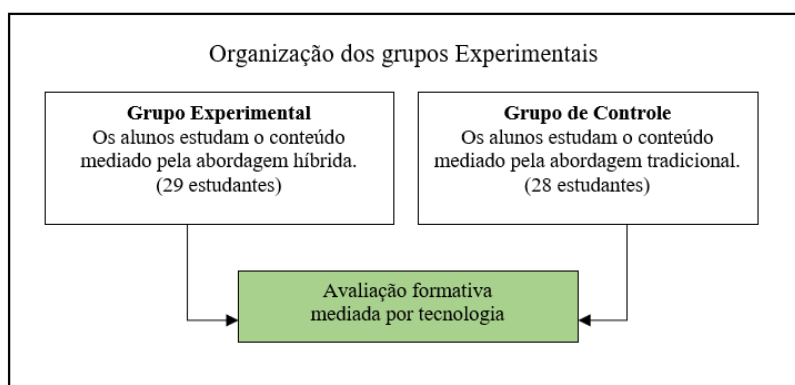 Organização dos grupos Experimentais
Grupo Experimental
Os alunos estudam o conteúdo
mediado pela abordagem híbrida.
(29 estudantes)
Grupo de Controle
Os alunos estudam o conteúdo
mediado pela abordagem tradicional.
(28 estudantes)
Avaliação formativa
mediada por tecnologia